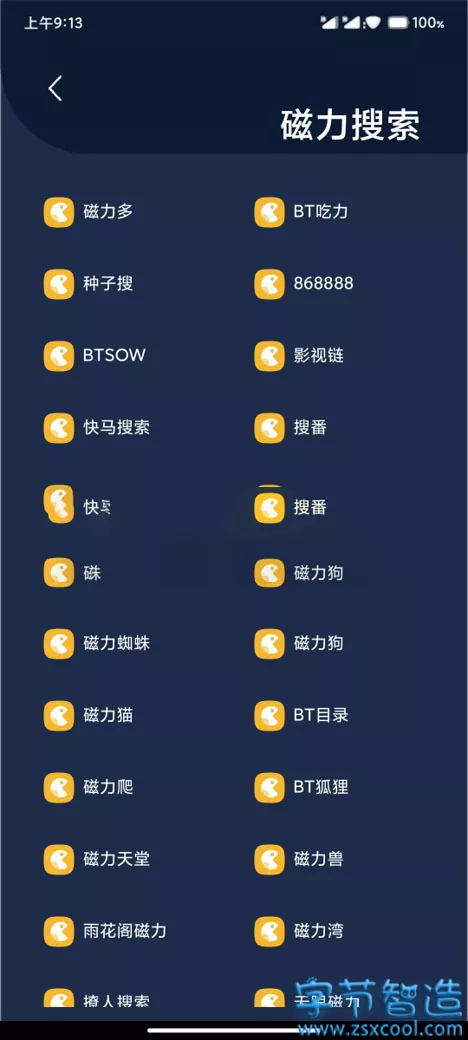 上午9:13
100%
磁力搜索
磁力多 BT吃力
种子搜 868888
BTSOW 影视链
快马搜索 搜番
快 搜番
磁力狗
磁力蜘蛛 磁力狗
磁力猫 BT目录
磁力爬 BT狐狸
磁力天堂 磁力兽
雨花阁磁力 磁力湾
撩人搜索 磁力
字节智造
www.zsxcool.com